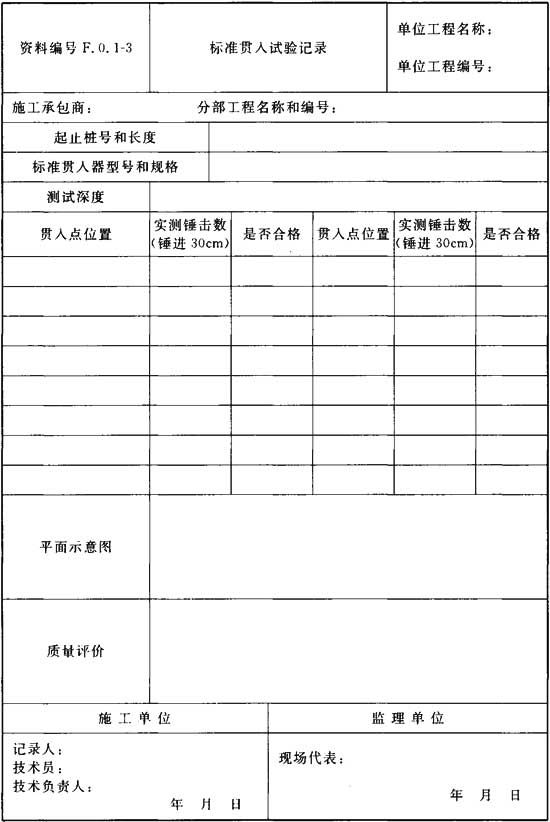 资料编号 F.0.1-3
标准贯入试验记录
单位工程名称：
单位工程编号：
施工承包商： 分部工程名称和编号：
起止桩号和长度
标准贯入器型号和规格
测试深度
贯入点位置 实测锤击数（锤进 30cm） 是否合格 贯入点位置 实测锤击数（锤进 30cm） 是否合格
平面示意图
质量评价
施工单位 监理单位
记录人：
技术员：
技术负责人：
年 月 日
现场代表：
年 月 日